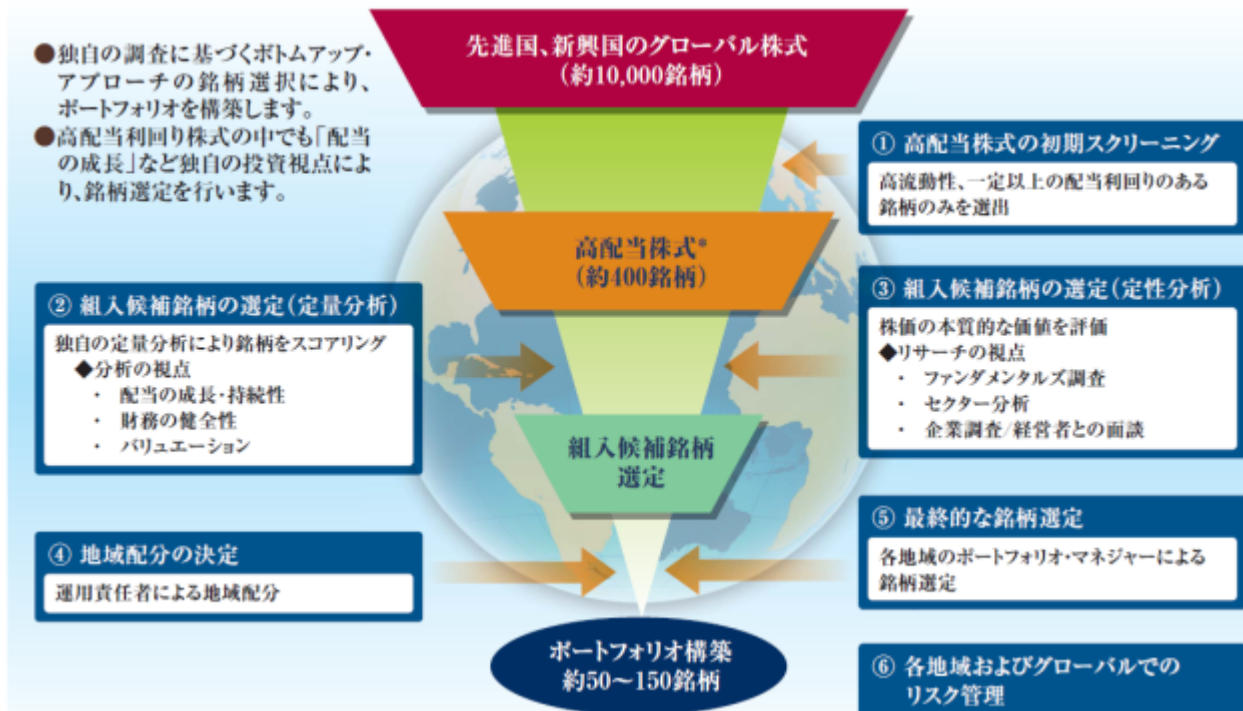 ●独自の調査に基づくボトムアップ・
アプローチの銘柄選択により、
ポートフォリオを構築します。
●高配当利回り株式の中でも「配当
の成長」など独自の投資視点によ
り、銘柄選定を行います。
先進国、新興国のグローバル株式
(約10,000銘柄)
① 高配当株式の初期スクリーニング
高流動性、一定以上の配当利回りのある
銘柄のみを選出
高配当株式*
(約400銘柄)
② 組入候補銘柄の選定(定量分析)
独自の定量分析により銘柄をスコアリング
◆分析の視点
・ 配当の成長・持続性
・ 財務の健全性
・ バリュエーション
③ 組入候補銘柄の選定(定性分析)
株価の本質的な価値を評価
◆リサーチの視点
・ ファンダメンタルズ調査
・ セクター分析
・ 企業調査/経営者との面談
組入候補銘柄
選定
④ 地域配分の決定
運用責任者による地域配分
⑤ 最終的な銘柄選定
各地域のポートフォリオ・マネジャーによる
銘柄選定
ポートフォリオ構築
約50～150銘柄
⑥ 各地域およびグローバルでの
リスク管理